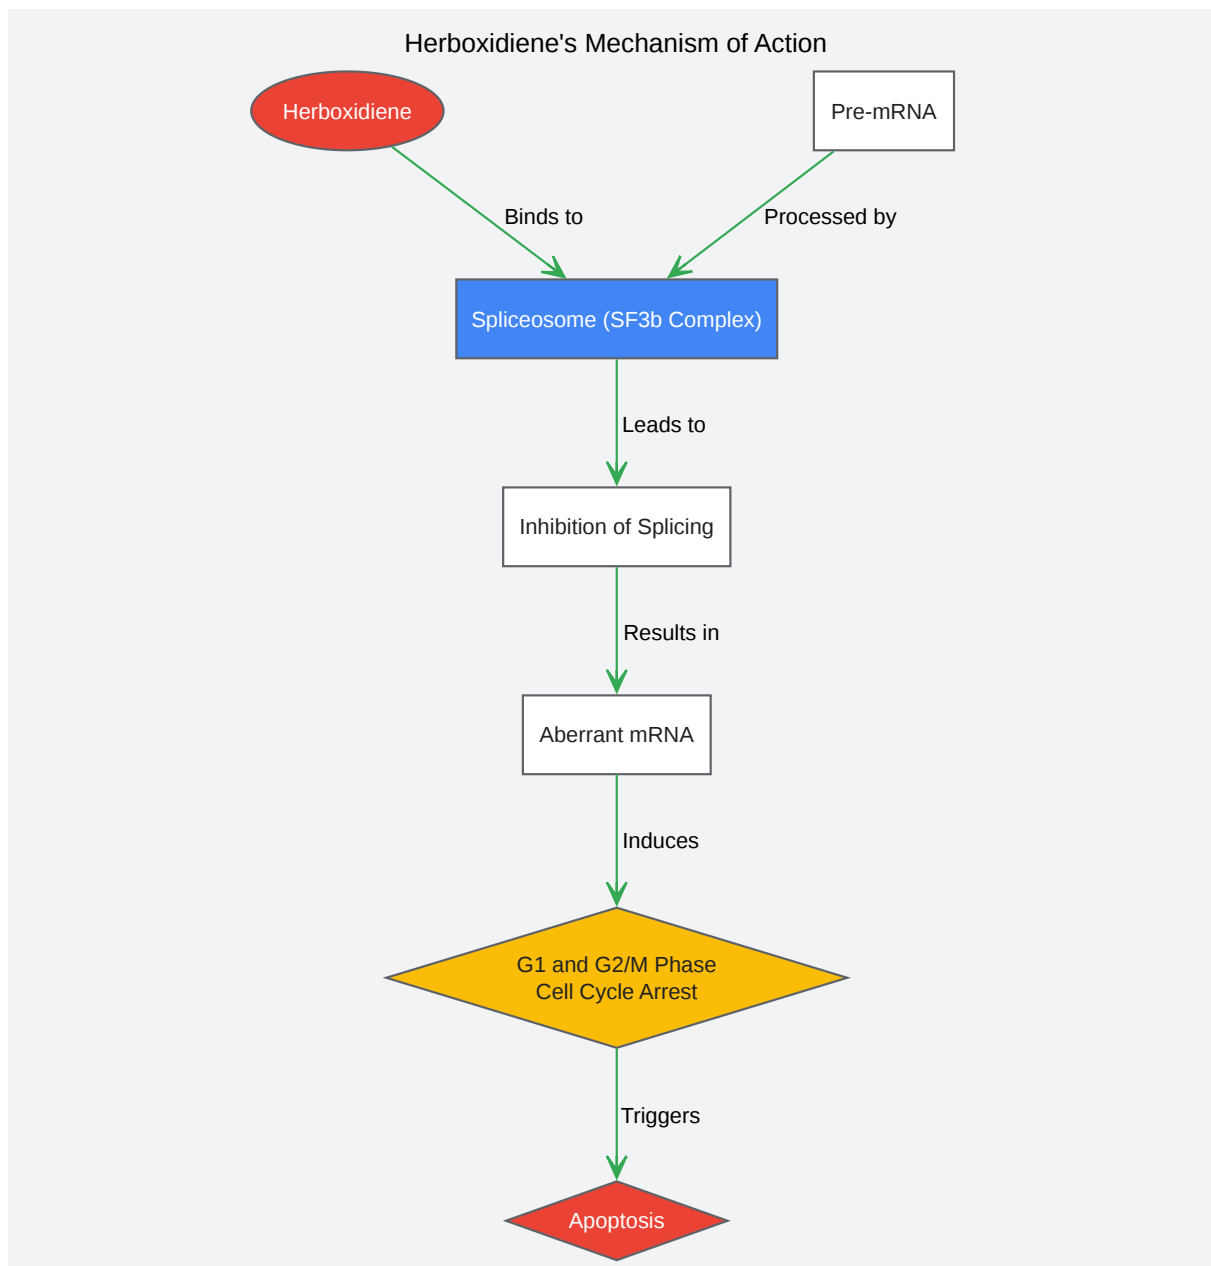 Herboxidiene's Mechanism of Action
Herboxidiene
Pre-mRNA
Binds to
Processed by
Spliceosome (SF3b Complex)
Leads to
Inhibition of Splicing
Results in
Aberrant mRNA
Induces
G1 and G2/M Phase
Cell Cycle Arrest
Triggers
Apoptosis